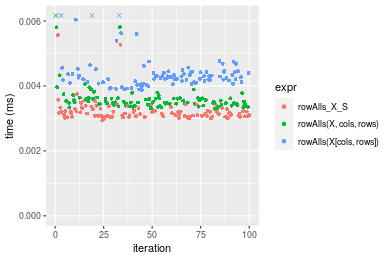 0.006
0.004
0.002
0.000
time (ms)
0
25
50
75
100
iteration
expr
rowAlls_X_S
rowAlls(X, cols, rows)
rowAlls(X[cols, rows])